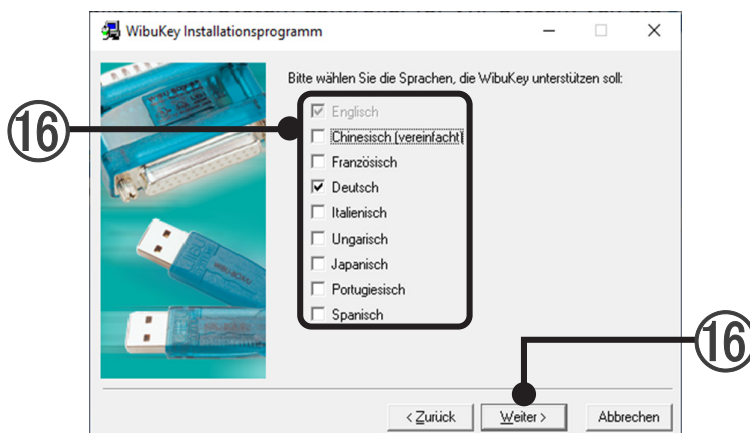 WibuKey Installationsprogramm
Bitte wählen Sie die Sprachen, die WibuKey unterstützen soll:
⑯
Englisch
Chinesisch (vereinfacht)
Französisch
Deutsch
Italienisch
Ungarisch
Japanisch
Portugiesisch
Spanisch
⑯
< Zurück
Weiter >
Abbrechen